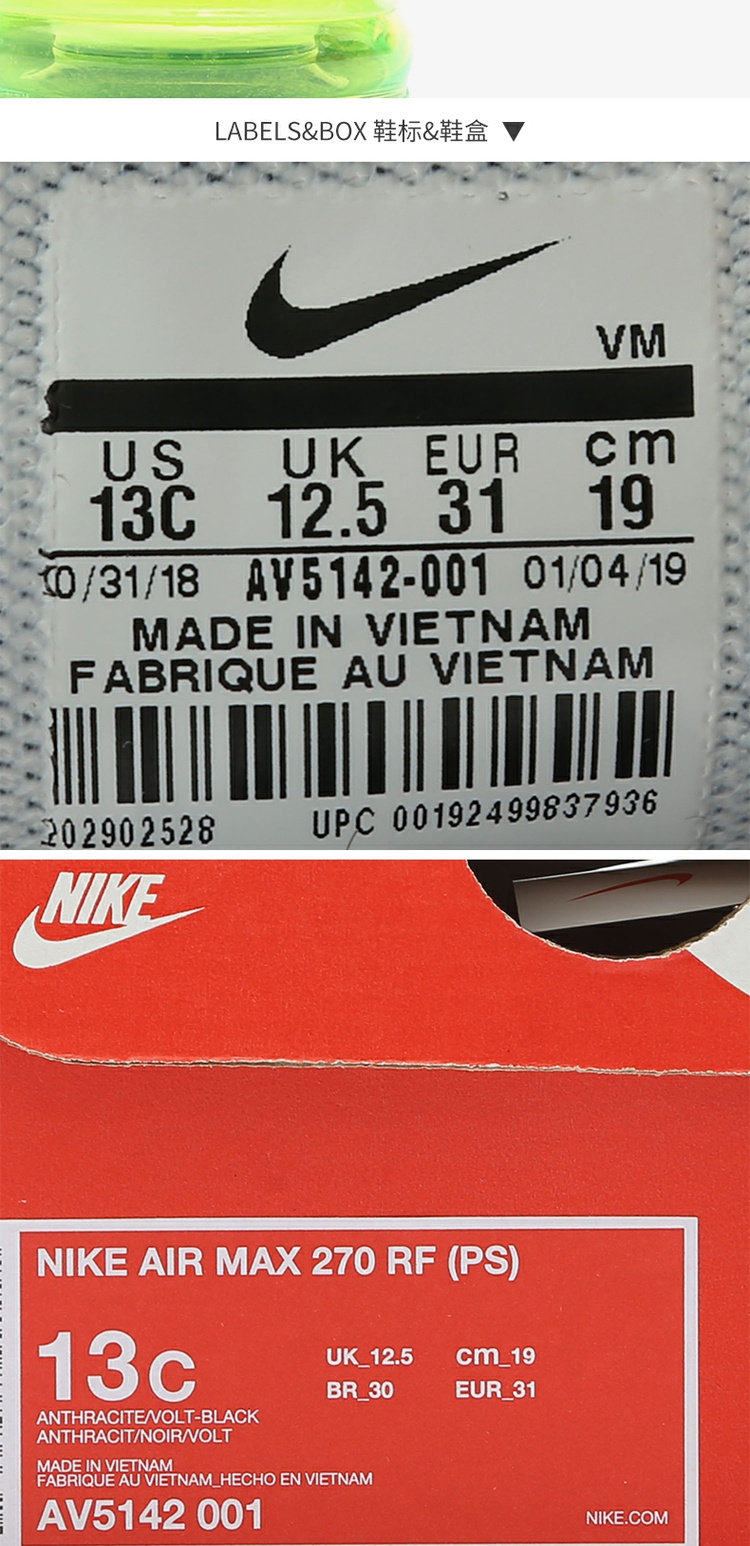 LABELS&BOX 鞋标&鞋盒 ▼
VM
US UK EUR cm
13C 12.5 31 19
10/31/18 AV5142-001 01/04/19
MADE IN VIETNAM
FABRIQUE AU VIETNAM
202902528 UPC 00192499837936
NIKE
NIKE AIR MAX 270 RF (PS)
13C
UK_12.5 cm_19
BR_30 EUR_31
ANTHRACITE/VOLT-BLACK
ANTHRACIT/NOIR/VOLT
MADE IN VIETNAM
FABRIQUE AU VIETNAM_HECHO EN VIETNAM
AV5142 001
NIKE.COM